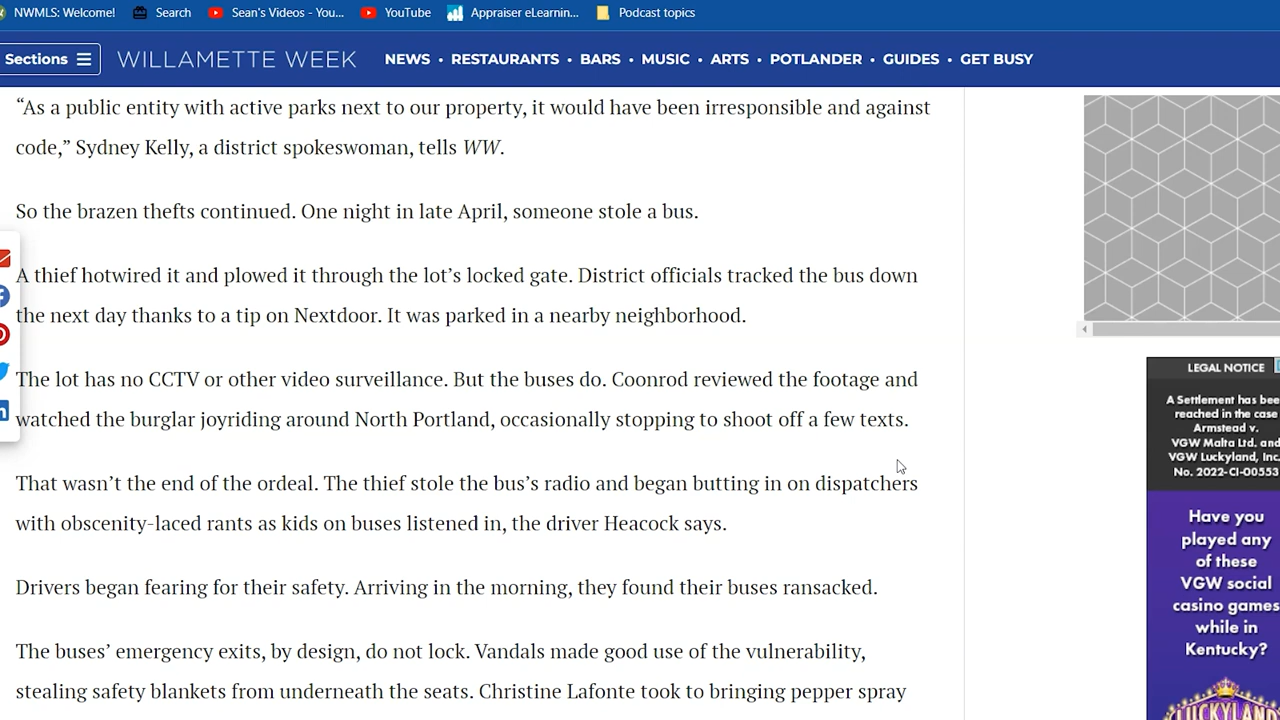 NWMLS: Welcome!
Search
Sean's Videos - You...
YouTube
Appraiser eLearnin...
Podcast topics
Sections
WILLAMETTE WEEK
NEWS • RESTAURANTS • BARS • MUSIC • ARTS • POTLANDER • GUIDES • GET BUSY
“As a public entity with active parks next to our property, it would have been irresponsible and against
code,” Sydney Kelly, a district spokeswoman, tells WW.
So the brazen thefts continued. One night in late April, someone stole a bus.
A thief hotwired it and plowed it through the lot’s locked gate. District officials tracked the bus down
the next day thanks to a tip on Nextdoor. It was parked in a nearby neighborhood.
The lot has no CCTV or other video surveillance. But the buses do. Coonrod reviewed the footage and
watched the burglar joyriding around North Portland, occasionally stopping to shoot off a few texts.
That wasn’t the end of the ordeal. The thief stole the bus’s radio and began butting in on dispatchers
with obscenity-laced rants as kids on buses listened in, the driver Heacock says.
Drivers began fearing for their safety. Arriving in the morning, they found their buses ransacked.
The buses’ emergency exits, by design, do not lock. Vandals made good use of the vulnerability,
stealing safety blankets from underneath the seats. Christine Lafonte took to bringing pepper spray
LEGAL NOTICE
A Settlement has bee
reached in the case
Armstead v.
VGW Malta Ltd. and
VGW Luckyland, Inc.
No. 2022-CI-00553
Have you
played any
of these
VGW social
casino games
while in
Kentucky?
LUCKYLAND